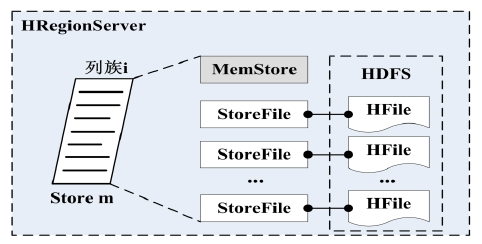 HRegionServer
列族i
MemStore
HDFS
StoreFile
HFile
StoreFile
HFile
...
...
StoreFile
HFile
Store m